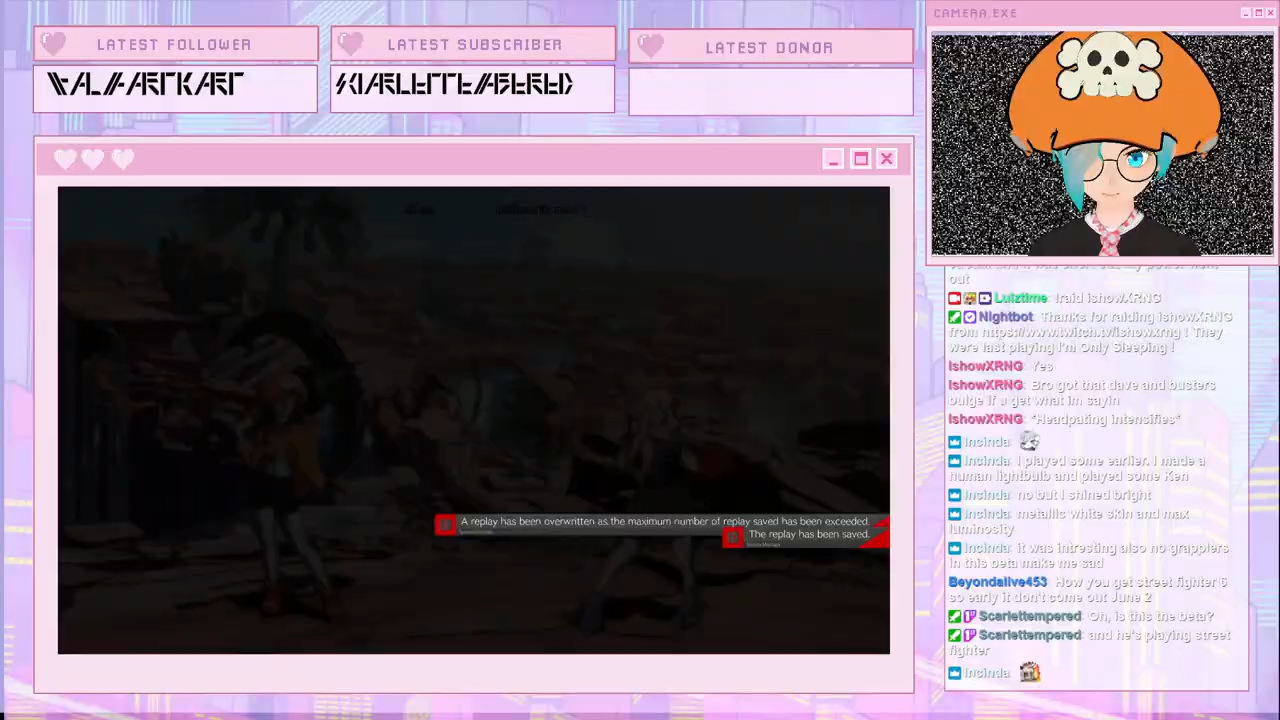 CAMERA.EXE
LATEST FOLLOWER
LATEST SUBSCRIBER
LATEST DONOR
out
Lulztime !raid IshowXRNG
Nightbot: Thanks for raiding IshowXRNG
from https://www.twitch.tv/ishowxrng ! They
were last playing I'm Only Sleeping !
IshowXRNG: Yes
IshowXRNG: Bro got that dave and busters
bulge if u get what im sayin
IshowXRNG: *Headpating intensifies*
Incinda
Incinda: I played some earlier. I made a
human lightbulb and played some Ken
Incinda: no but I shined bright
Incinda: metallic white skin and max
luminosity
Incinda: it was intresting also no grapplers
in this beta make me sad
Beyondalive453: How you get street fighter 6
so early it don't come out June 2
Scarlettempered: Oh, is this the beta?
Scarlettempered: and he's playing street
fighter
Incinda
A replay has been overwritten as the maximum number of replay saved has been exceeded.
The replay has been saved.